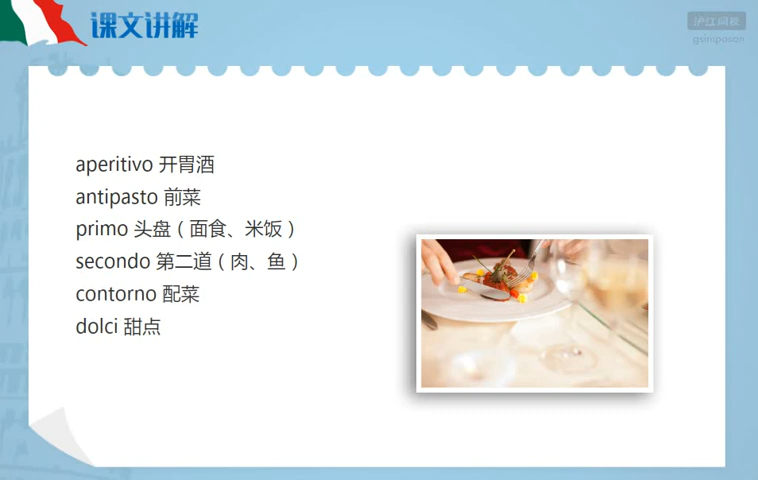 课文讲解
沪江网校
gsimposon
aperitivo 开胃酒
antipasto 前菜
primo 头盘（面食、米饭）
secondo 第二道（肉、鱼）
contorno 配菜
dolci 甜点